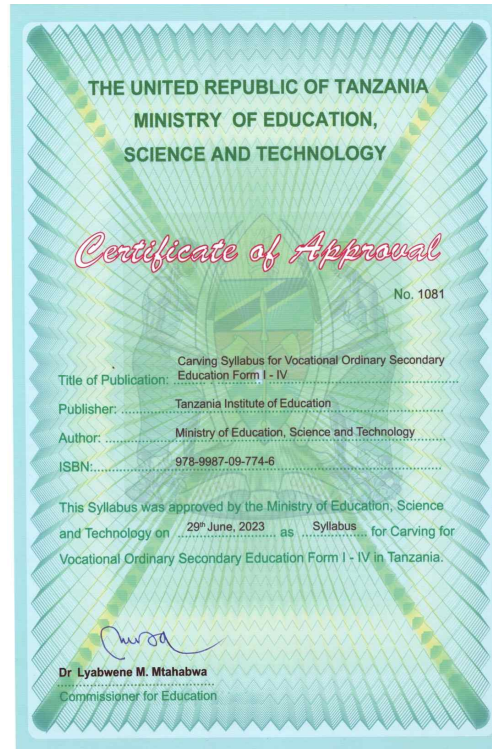 THE UNITED REPUBLIC OF TANZANIA
MINISTRY OF EDUCATION,
SCIENCE AND TECHNOLOGY
Certificate of Approval
No. 1081
Title of Publication: Carving Syllabus for Vocational Ordinary Secondary
Education Form I - IV
Publisher: Tanzania Institute of Education
Author: Ministry of Education, Science and Technology
ISBN: 978-9987-09-774-6
This Syllabus was approved by the Ministry of Education, Science
and Technology on 29th June, 2023 as Syllabus for Carving for
Vocational Ordinary Secondary Education Form I - IV in Tanzania.
Dr Lyabwene M. Mtahabwa
Commissioner for Education